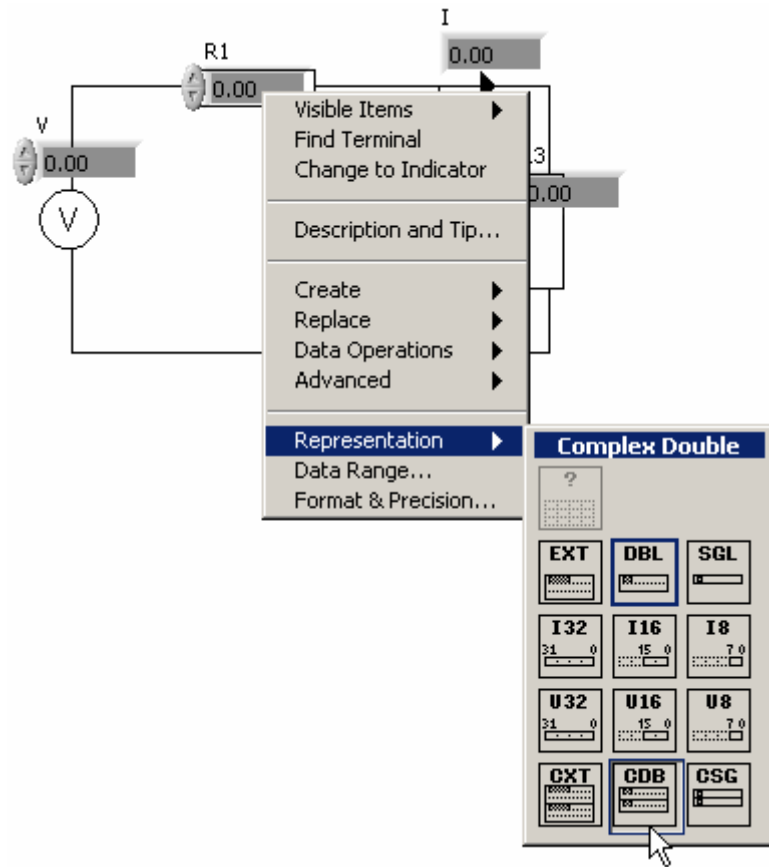 I
0.00
R1
0.00
V
0.00
V
.3
0.00
Visible Items
Find Terminal
Change to Indicator
Description and Tip...
Create
Replace
Data Operations
Advanced
Representation
Data Range...
Format & Precision...
Complex Double
?
EXT DBL SGL
I32 I16 I8
31 0 15 0 7 0
U32 U16 U8
31 0 15 0 7 0
CXT CDB CSG